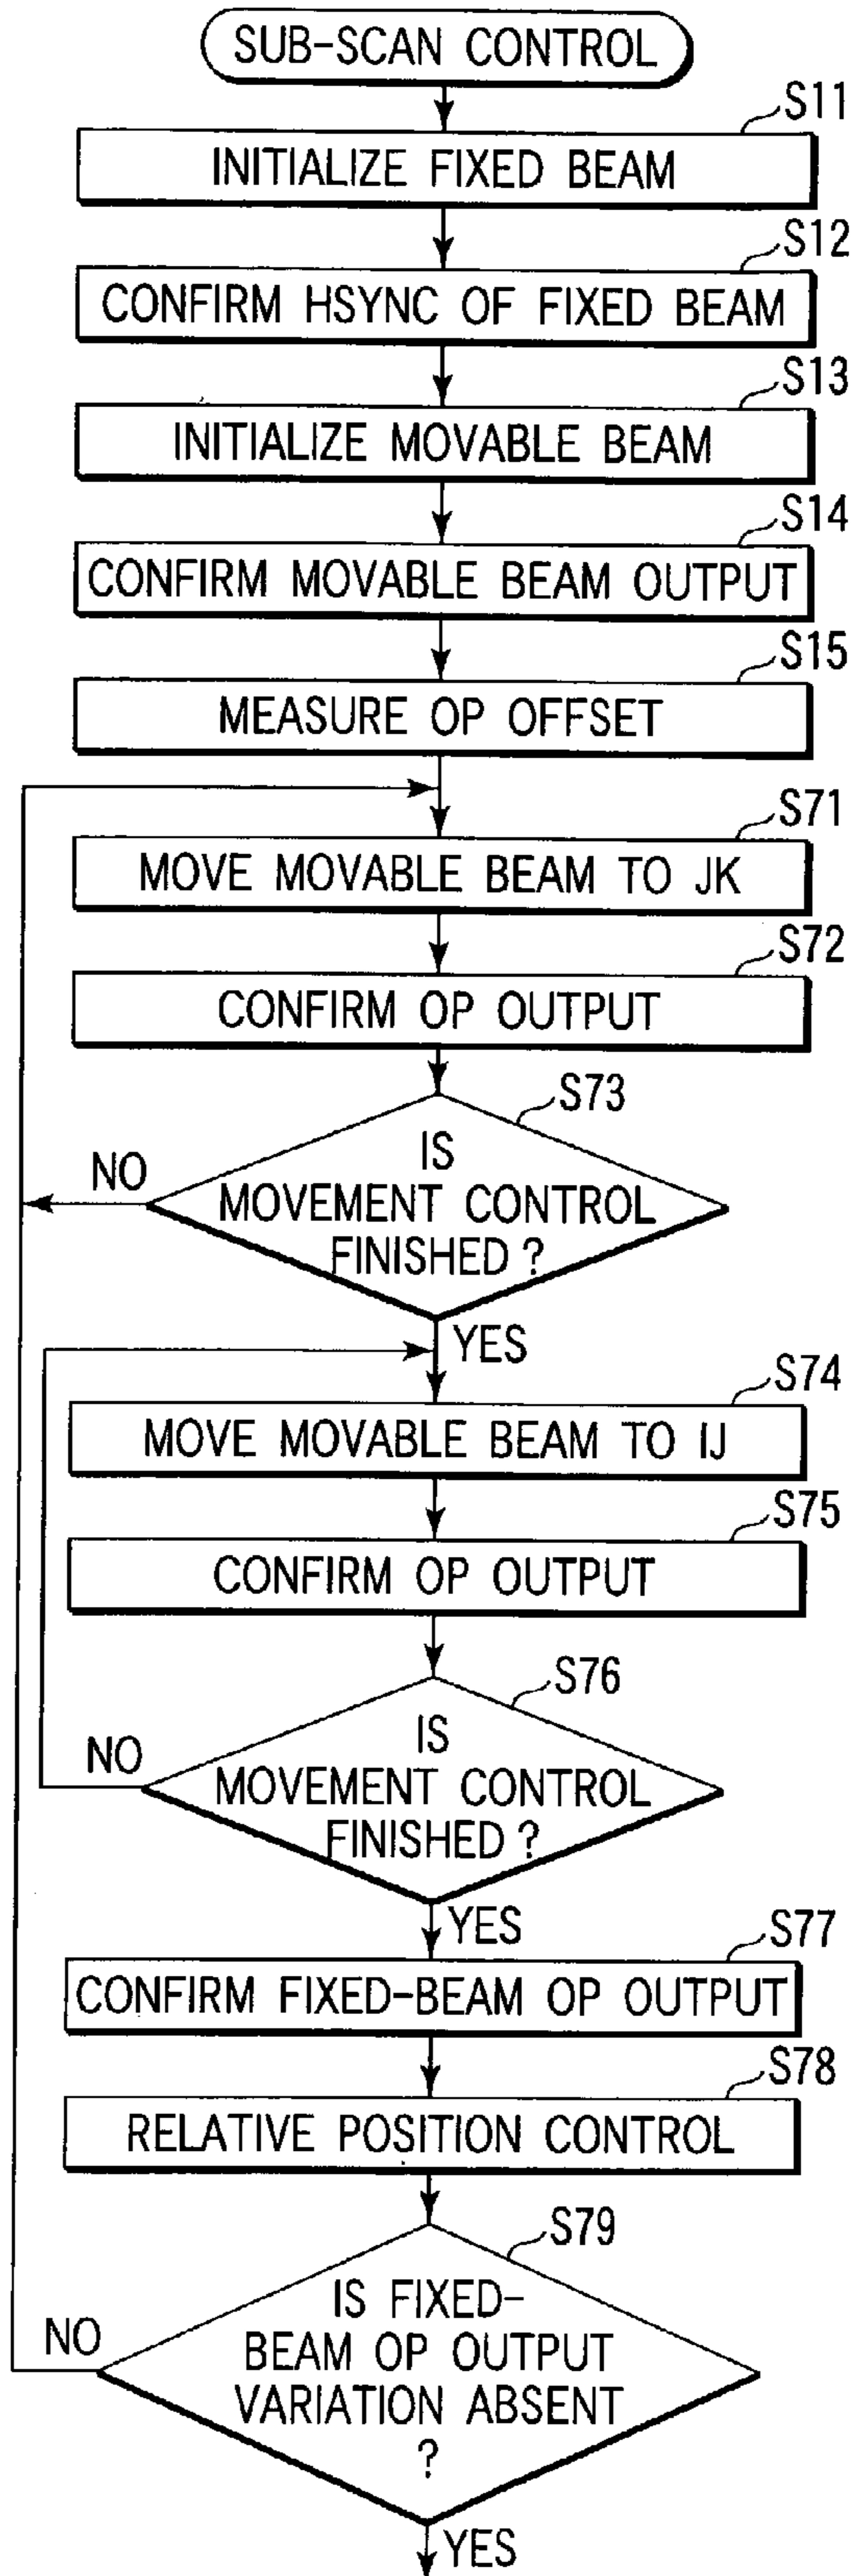 SUB-SCAN CONTROL
S11
INITIALIZE FIXED BEAM
S12
CONFIRM HSYNC OF FIXED BEAM
S13
INITIALIZE MOVABLE BEAM
S14
CONFIRM MOVABLE BEAM OUTPUT
S15
MEASURE OP OFFSET
S71
MOVE MOVABLE BEAM TO JK
S72
CONFIRM OP OUTPUT
S73
IS
MOVEMENT CONTROL
FINISHED ?
NO
YES
S74
MOVE MOVABLE BEAM TO IJ
S75
CONFIRM OP OUTPUT
S76
IS
MOVEMENT CONTROL
FINISHED ?
NO
YES
S77
CONFIRM FIXED-BEAM OP OUTPUT
S78
RELATIVE POSITION CONTROL
S79
IS FIXED-
BEAM OP OUTPUT
VARIATION ABSENT
?
NO
YES